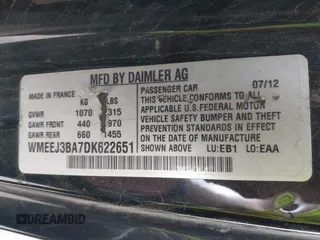 MFD BY DAIMLER AG
MADE IN FRANCE
PASSENGER CAR 07/12
KG LBS
GVWR 1070 2315
GAWR FRONT 440 970
GAWR REAR 660 1455
THIS VEHICLE CONFORMS TO ALL
APPLICABLE U.S. FEDERAL MOTOR
VEHICLE SAFETY BUMPER AND THEFT
PREVENTION STANDARDS IN EFFECT ON THE
DATE OF MANUFACTURE SHOWN ABOVE
WMEEJ3BA7DK622651 LU:EB1 LO:EAA
DREAMBID
DREAMBID.COM